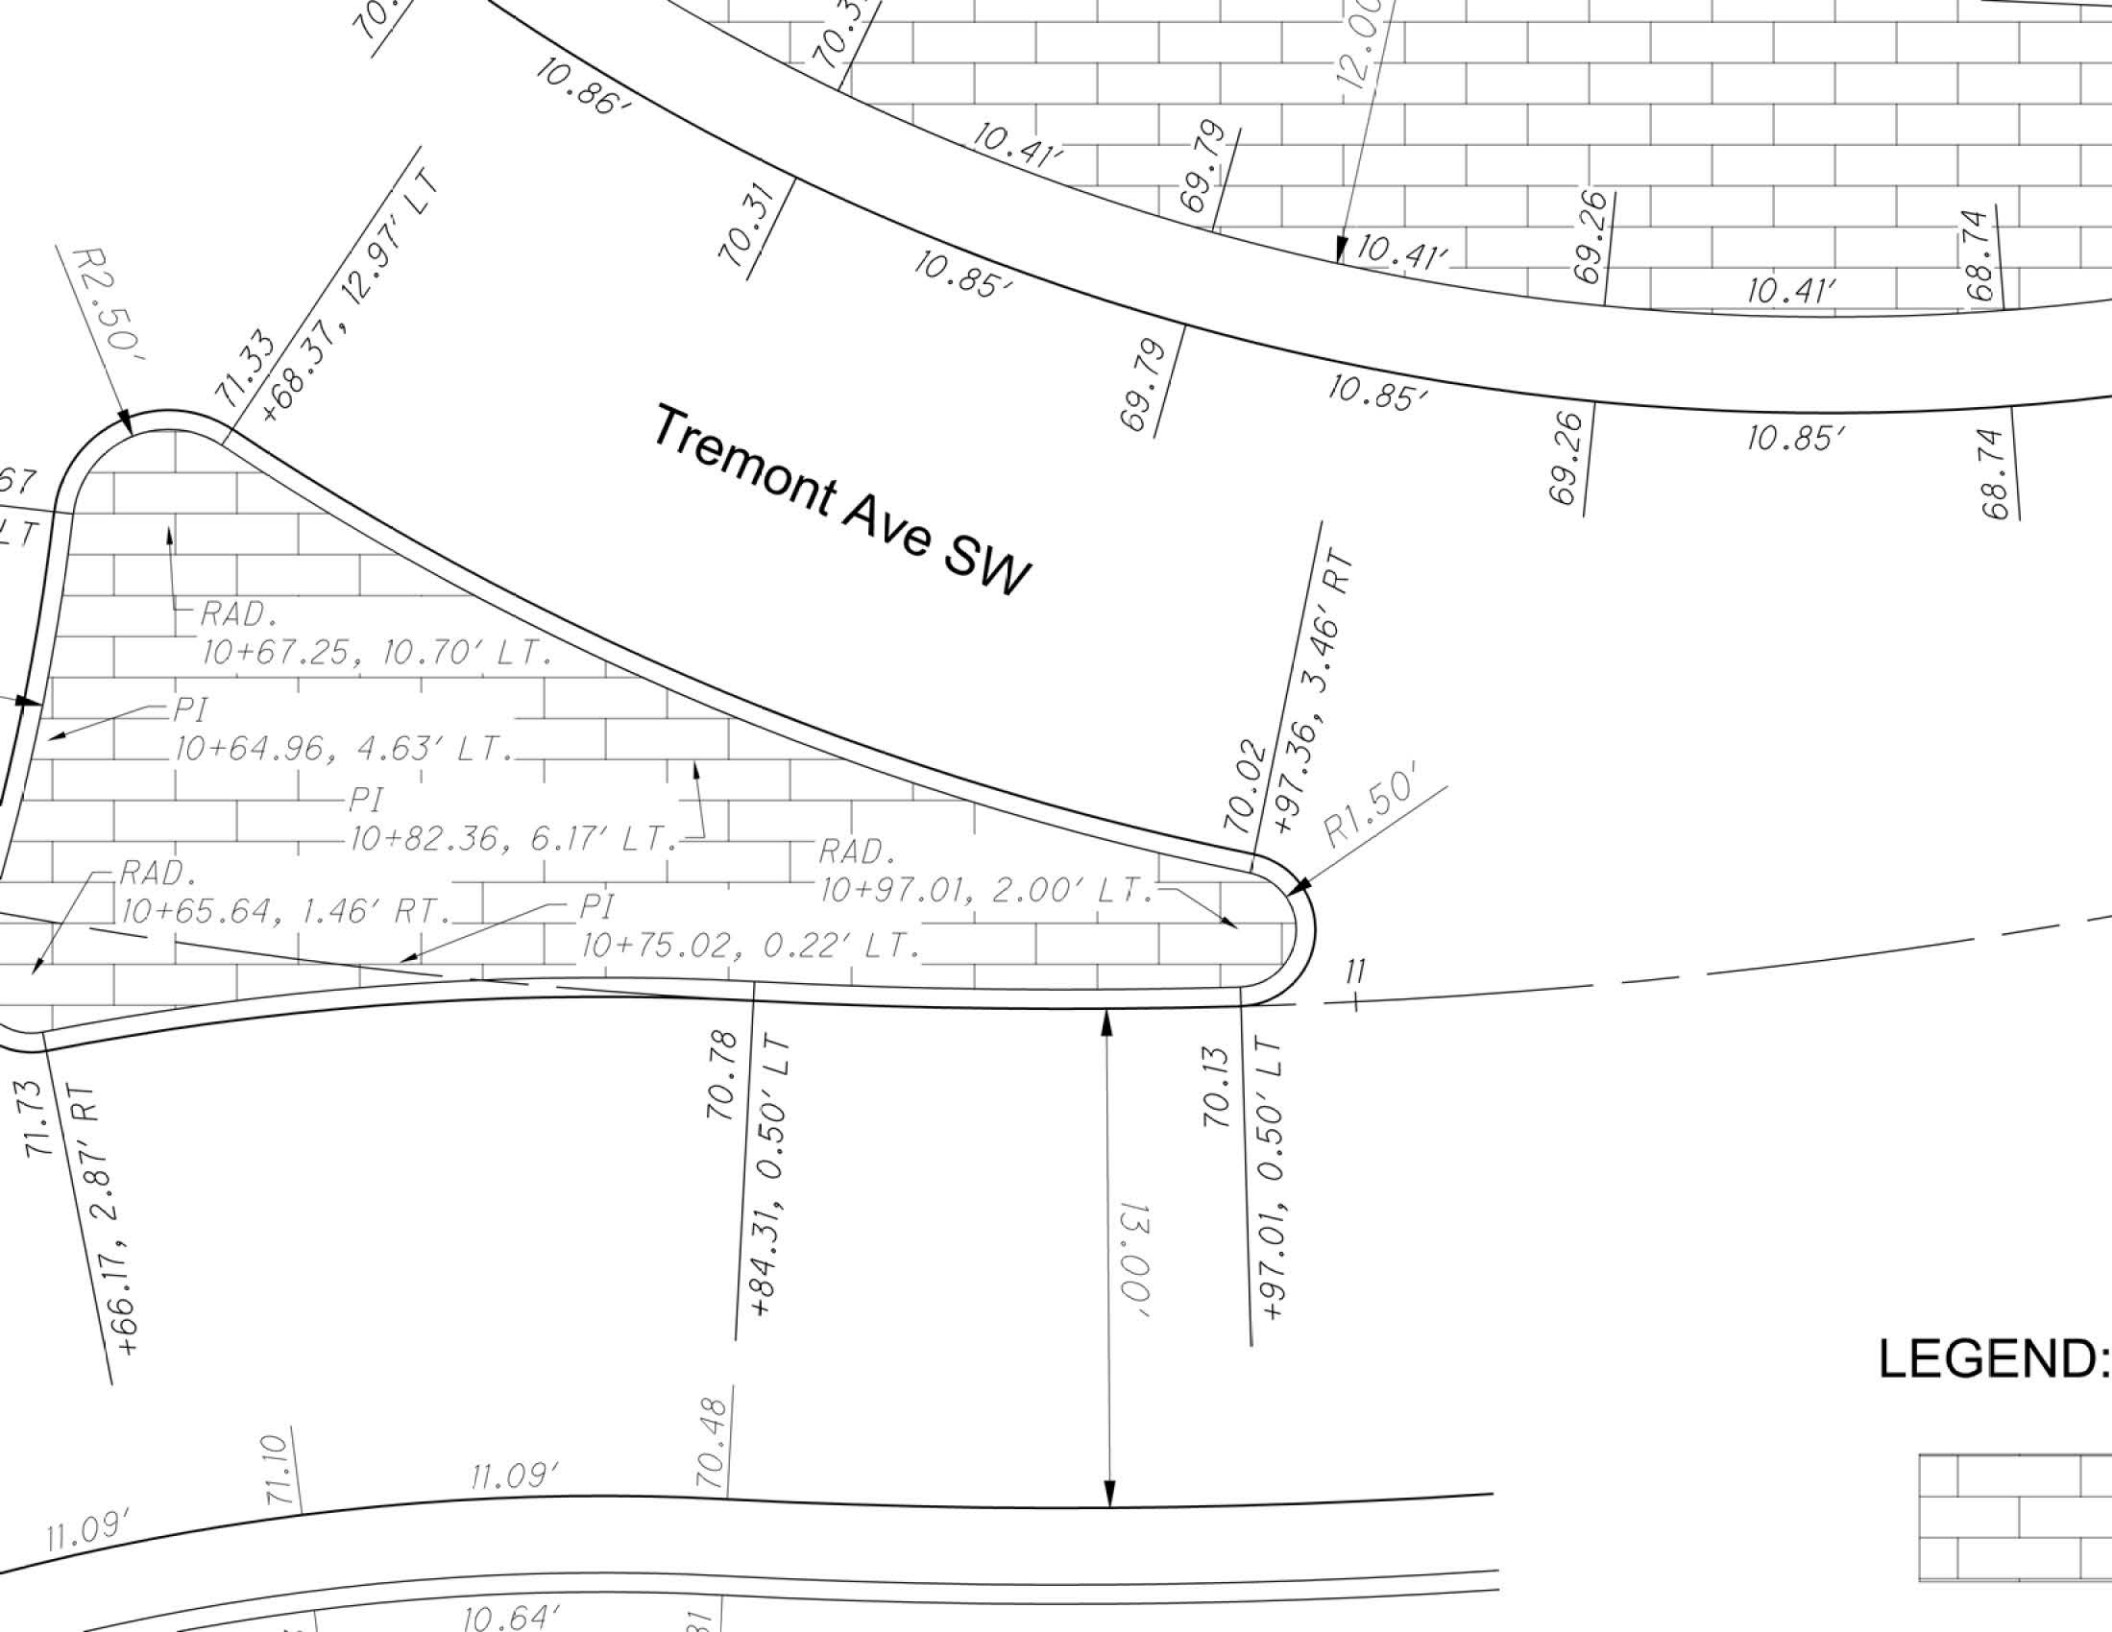 10.86'
70.31
10.41'
69.79
12.00
10.41'
69.26
10.41'
68.74
R2.50'
71.33
+68.37, 12.97' LT
70.31
10.85'
69.79
10.85'
69.26
10.85'
68.74
Tremont Ave SW
67
LT
RAD.
10+67.25, 10.70' LT.
PI
10+64.96, 4.63' LT.
PI
10+82.36, 6.17' LT.
RAD.
10+65.64, 1.46' RT.
PI
10+75.02, 0.22' LT.
RAD.
10+97.01, 2.00' LT.
70.02
+97.36, 3.46' RT
R1.50'
11
71.73
+66.17, 2.87' RT
70.78
+84.31, 0.50' LT
70.13
+97.01, 0.50' LT
13.00'
LEGEND:
71.10
11.09'
70.48
11.09'
10.64'